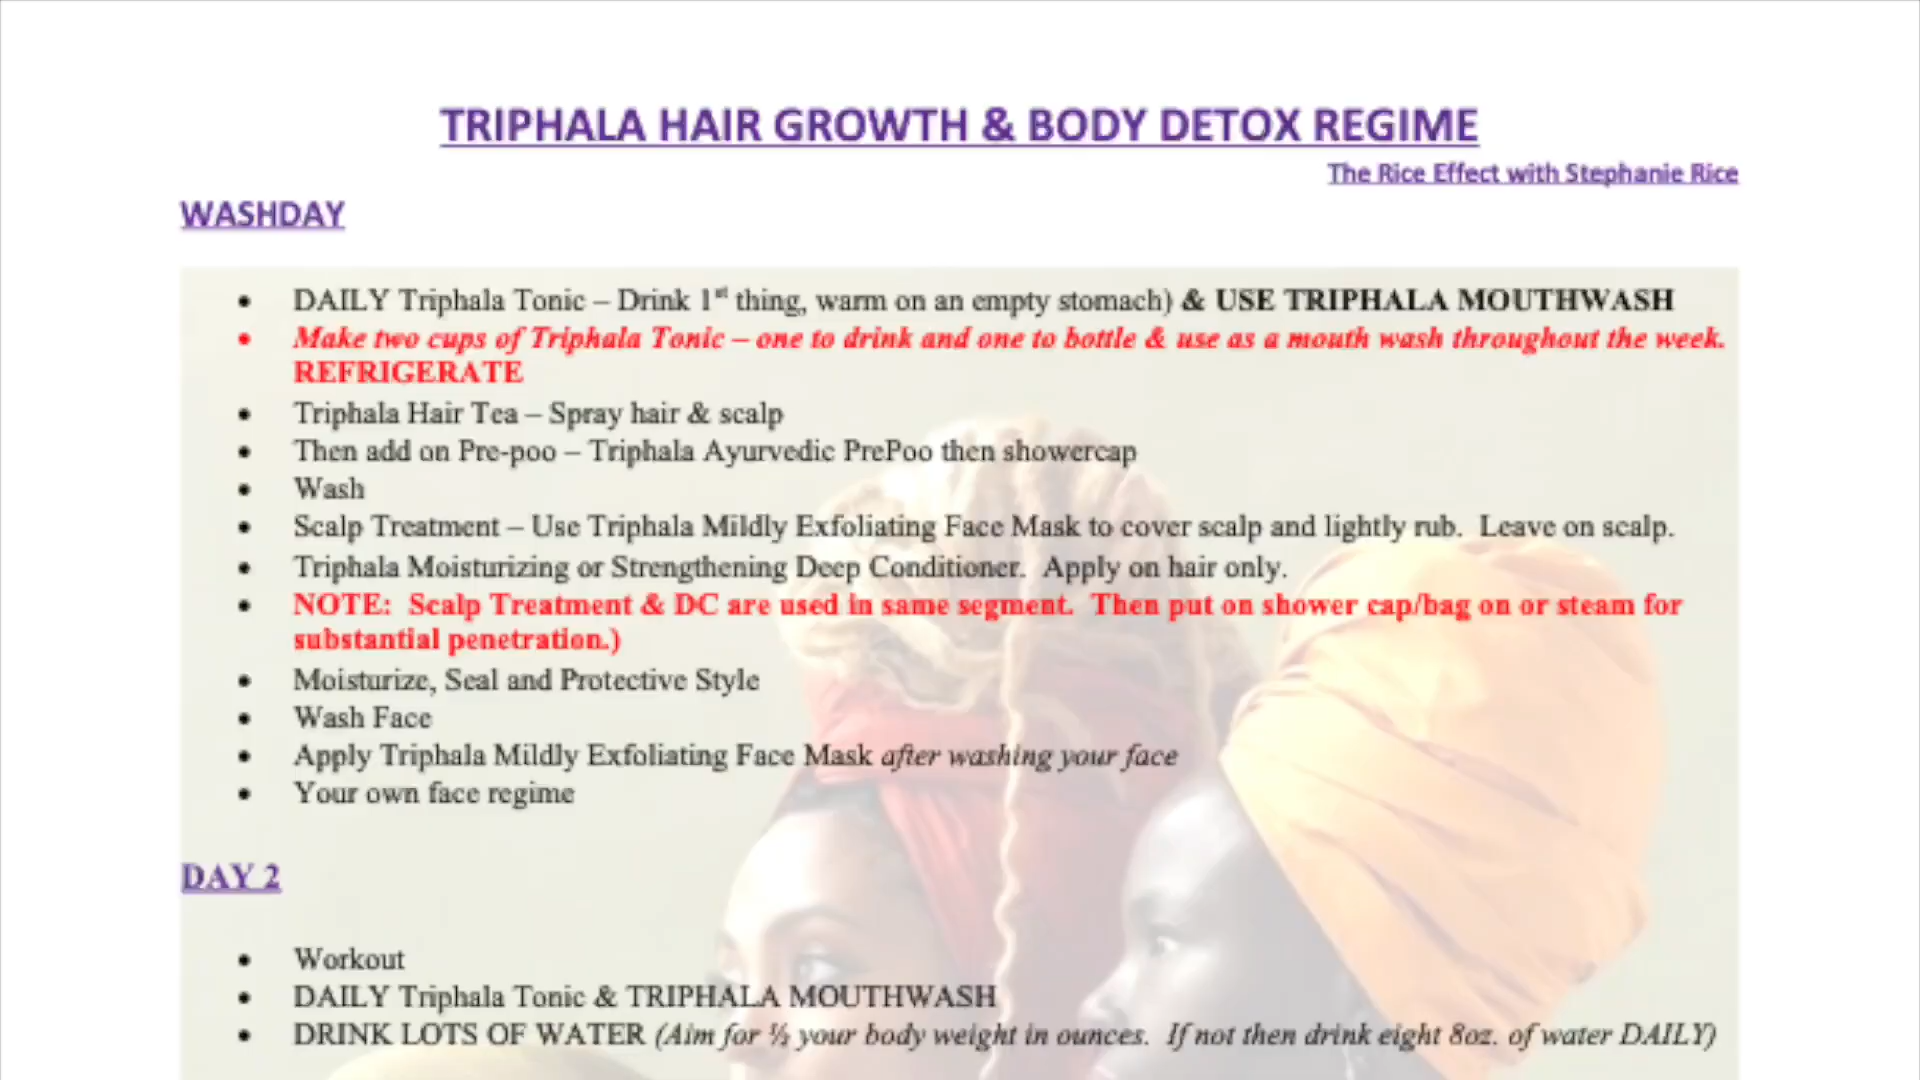 TRIPHALA HAIR GROWTH & BODY DETOX REGIME
The Rice Effect with Stephanie Rice
WASHDAY
• DAILY Triphala Tonic – Drink 1st thing, warm on an empty stomach) & USE TRIPHALA MOUTHWASH
• Make two cups of Triphala Tonic – one to drink and one to bottle & use as a mouth wash throughout the week.
REFRIGERATE
• Triphala Hair Tea – Spray hair & scalp
• Then add on Pre-poo – Triphala Ayurvedic PrePoo then showercap
• Wash
• Scalp Treatment – Use Triphala Mildly Exfoliating Face Mask to cover scalp and lightly rub. Leave on scalp.
• Triphala Moisturizing or Strengthening Deep Conditioner. Apply on hair only.
• NOTE: Scalp Treatment & DC are used in same segment. Then put on shower cap/bag on or steam for
substantial penetration.)
• Moisturize, Seal and Protective Style
• Wash Face
• Apply Triphala Mildly Exfoliating Face Mask after washing your face
• Your own face regime
DAY 2
• Workout
• DAILY Triphala Tonic & TRIPHALA MOUTHWASH
• DRINK LOTS OF WATER (Aim for ½ your body weight in ounces. If not then drink eight 8oz. of water DAILY)